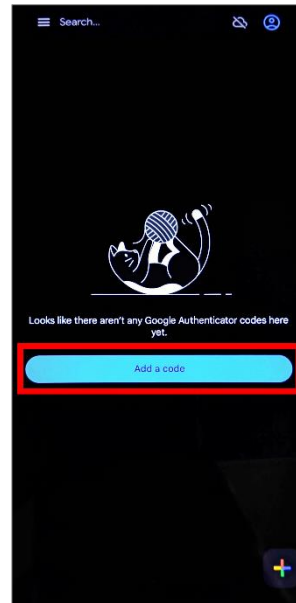 Search...
Looks like there aren't any Google Authenticator codes here
yet.
Add a code